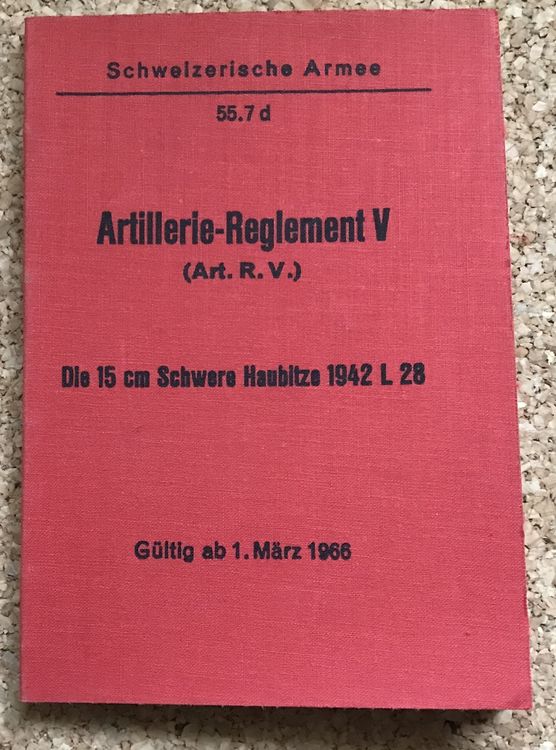 Schweizerische Armee
55.7 d
Artillerie-Reglement V
(Art. R. V.)
Die 15 cm Schwere Haubitze 1942 L 28
Gültig ab 1. März 1966